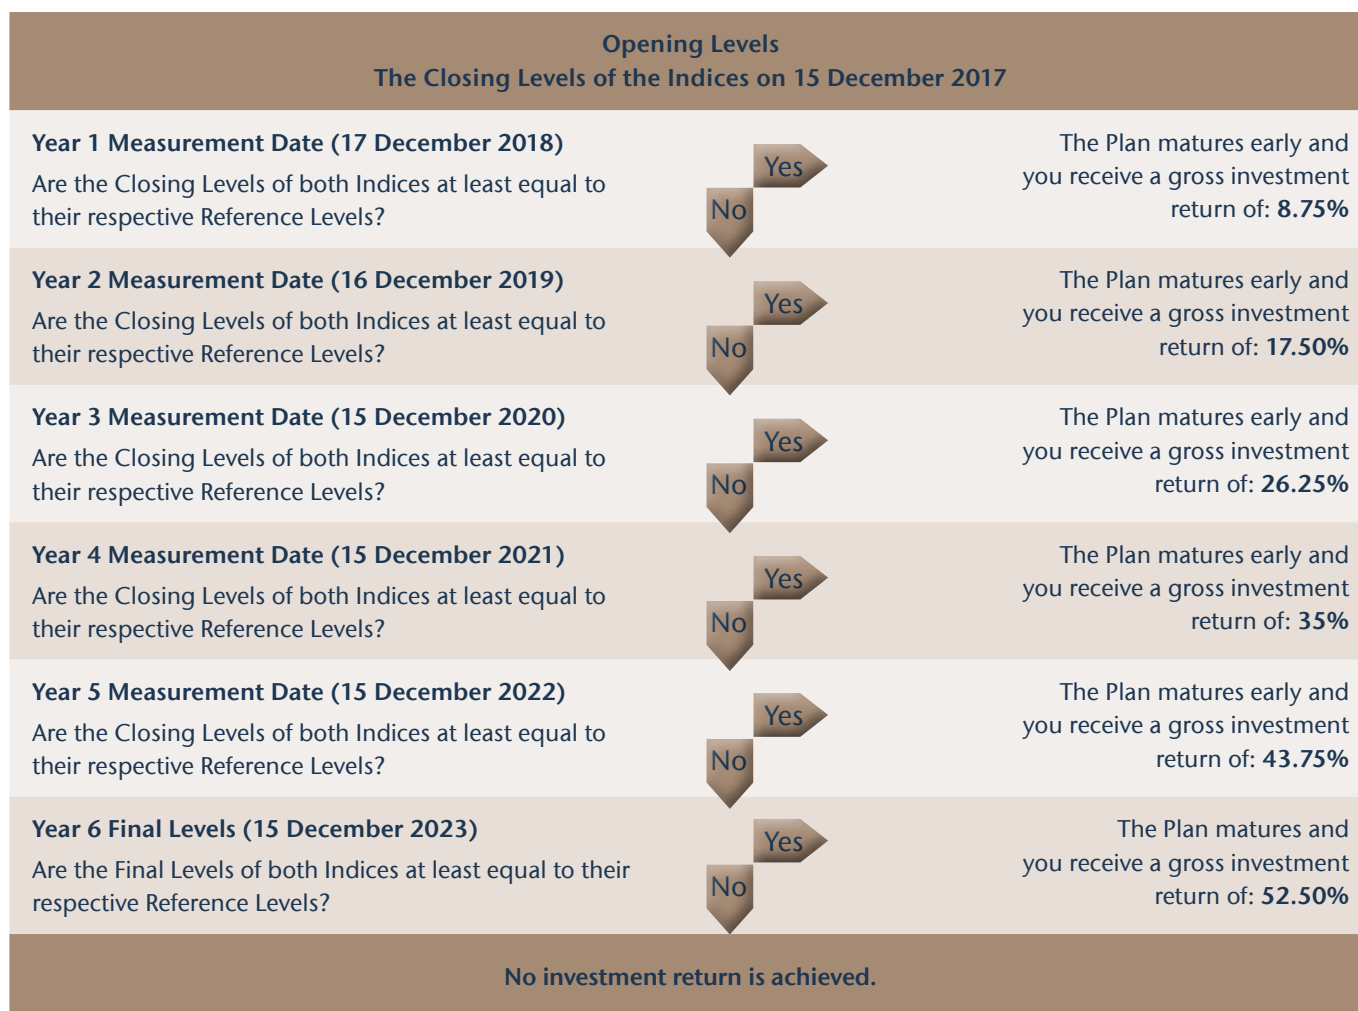 Opening Levels
The Closing Levels of the Indices on 15 December 2017
Year 1 Measurement Date (17 December 2018)
Are the Closing Levels of both Indices at least equal to
their respective Reference Levels?
Yes
No
The Plan matures early and
you receive a gross investment
return of: 8.75%
Year 2 Measurement Date (16 December 2019)
Are the Closing Levels of both Indices at least equal to
their respective Reference Levels?
Yes
No
The Plan matures early and
you receive a gross investment
return of: 17.50%
Year 3 Measurement Date (15 December 2020)
Are the Closing Levels of both Indices at least equal to
their respective Reference Levels?
Yes
No
The Plan matures early and
you receive a gross investment
return of: 26.25%
Year 4 Measurement Date (15 December 2021)
Are the Closing Levels of both Indices at least equal to
their respective Reference Levels?
Yes
No
The Plan matures early and
you receive a gross investment
return of: 35%
Year 5 Measurement Date (15 December 2022)
Are the Closing Levels of both Indices at least equal to
their respective Reference Levels?
Yes
No
The Plan matures early and
you receive a gross investment
return of: 43.75%
Year 6 Final Levels (15 December 2023)
Are the Final Levels of both Indices at least equal to their
respective Reference Levels?
Yes
No
The Plan matures and
you receive a gross investment
return of: 52.50%
No investment return is achieved.